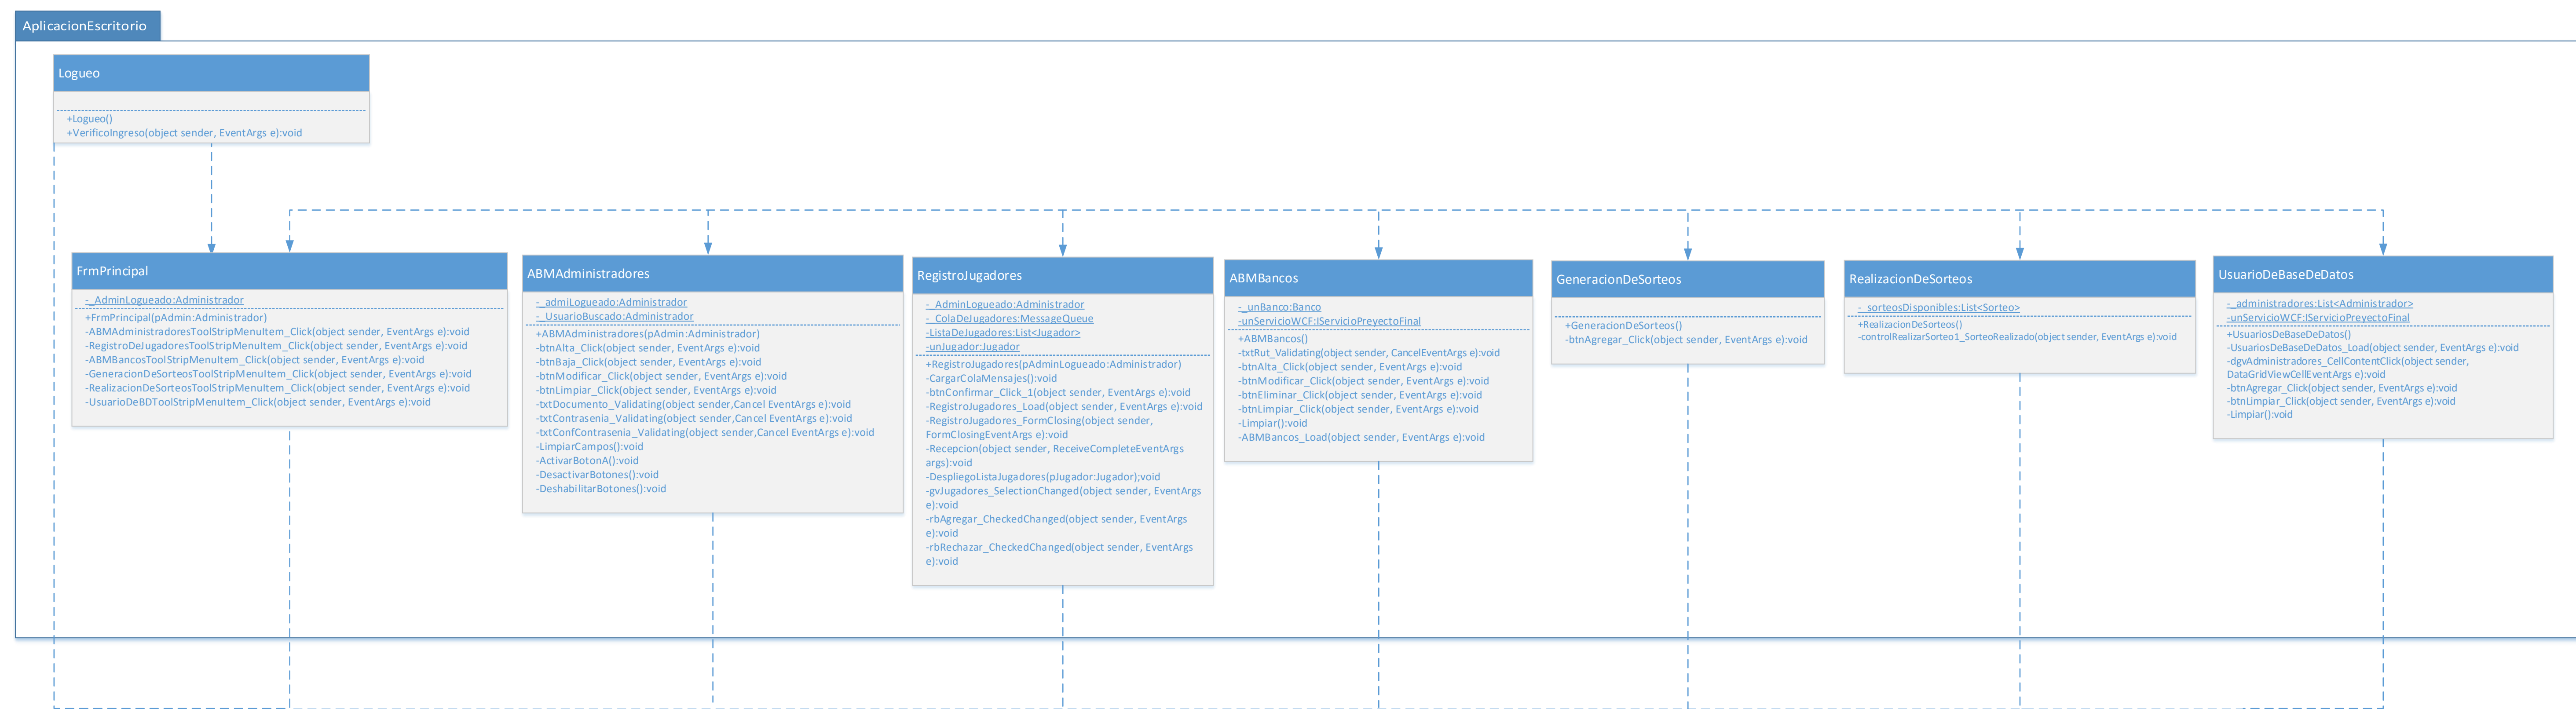 AplicacionEscritorio
Logueo
+Logueo()
+VerificoIngreso(object sender, EventArgs e):void
FrmPrincipal
-_AdminLogueado:Administrador
+FrmPrincipal(pAdmin:Administrador)
-ABMAdministradoresToolStripMenuItem_Click(object sender, EventArgs e):void
-RegistroDeJugadoresToolStripMenuItem_Click(object sender, EventArgs e):void
-ABMBancosToolStripMenuItem_Click(object sender, EventArgs e):void
-GeneracionDeSorteosToolStripMenuItem_Click(object sender, EventArgs e):void
-RealizacionDeSorteosToolStripMenuItem_Click(object sender, EventArgs e):void
-UsuarioDeBDToolStripMenuItem_Click(object sender, EventArgs e):void
ABMAdministradores
-_admiLogueado:Administrador
-_UsuarioBuscado:Administrador
+ABMAdministradores(pAdmin:Administrador)
-btnAlta_Click(object sender, EventArgs e):void
-btnBaja_Click(object sender, EventArgs e):void
-btnModificar_Click(object sender, EventArgs e):void
-btnLimpiar_Click(object sender, EventArgs e):void
-txtDocumento_Validating(object sender,Cancel EventArgs e):void
-txtContrasenia_Validating(object sender,Cancel EventArgs e):void
-txtConfContrasenia_Validating(object sender,Cancel EventArgs e):void
-LimpiarCampos():void
-ActivarBotonA():void
-DesactivarBotones():void
-DeshabilitarBotones():void
RegistroJugadores
-_AdminLogueado:Administrador
-_ColaDeJugadores:MessageQueue
-ListaDeJugadores:List<Jugador>
-unJugador:Jugador
+RegistroJugadores(pAdminLogueado:Administrador)
-CargarColaMensajes():void
-btnConfirmar_Click_1(object sender, EventArgs e):void
-RegistroJugadores_Load(object sender, EventArgs e):void
-RegistroJugadores_FormClosing(object sender,
FormClosingEventArgs e):void
-Recepcion(object sender, ReceiveCompleteEventArgs
args):void
-DespliegoListaJugadores(pJugador:Jugador);void
-gvJugadores_SelectionChanged(object sender, EventArgs
e):void
-rbAgregar_CheckedChanged(object sender, EventArgs
e):void
-rbRechazar_CheckedChanged(object sender, EventArgs
e):void
ABMBancos
-_unBanco:Banco
-unServicioWCF:IServicioPreyectoFinal
+ABMBancos()
-txtRut_Validating(object sender, CancelEventArgs e):void
-btnAlta_Click(object sender, EventArgs e):void
-btnModificar_Click(object sender, EventArgs e):void
-btnEliminar_Click(object sender, EventArgs e):void
-btnLimpiar_Click(object sender, EventArgs e):void
-Limpiar():void
-ABMBancos_Load(object sender, EventArgs e):void
GeneracionDeSorteos
+GeneracionDeSorteos()
-btnAgregar_Click(object sender, EventArgs e):void
RealizacionDeSorteos
-_sorteosDisponibles:List<Sorteo>
+RealizacionDeSorteos()
-controlRealizarSorteo1_SorteoRealizado(object sender, EventArgs e):void
UsuarioDeBaseDeDatos
-_administradores:List<Administrador>
-unServicioWCF:IServicioPreyectoFinal
+UsuariosDeBaseDeDatos()
-UsuariosDeBaseDeDatos_Load(object sender, EventArgs e):void
-dgvAdministradores_CellContentClick(object sender,
DataGridViewCellEventArgs e):void
-btnAgregar_Click(object sender, EventArgs e):void
-btnLimpiar_Click(object sender, EventArgs e):void
-Limpiar():void